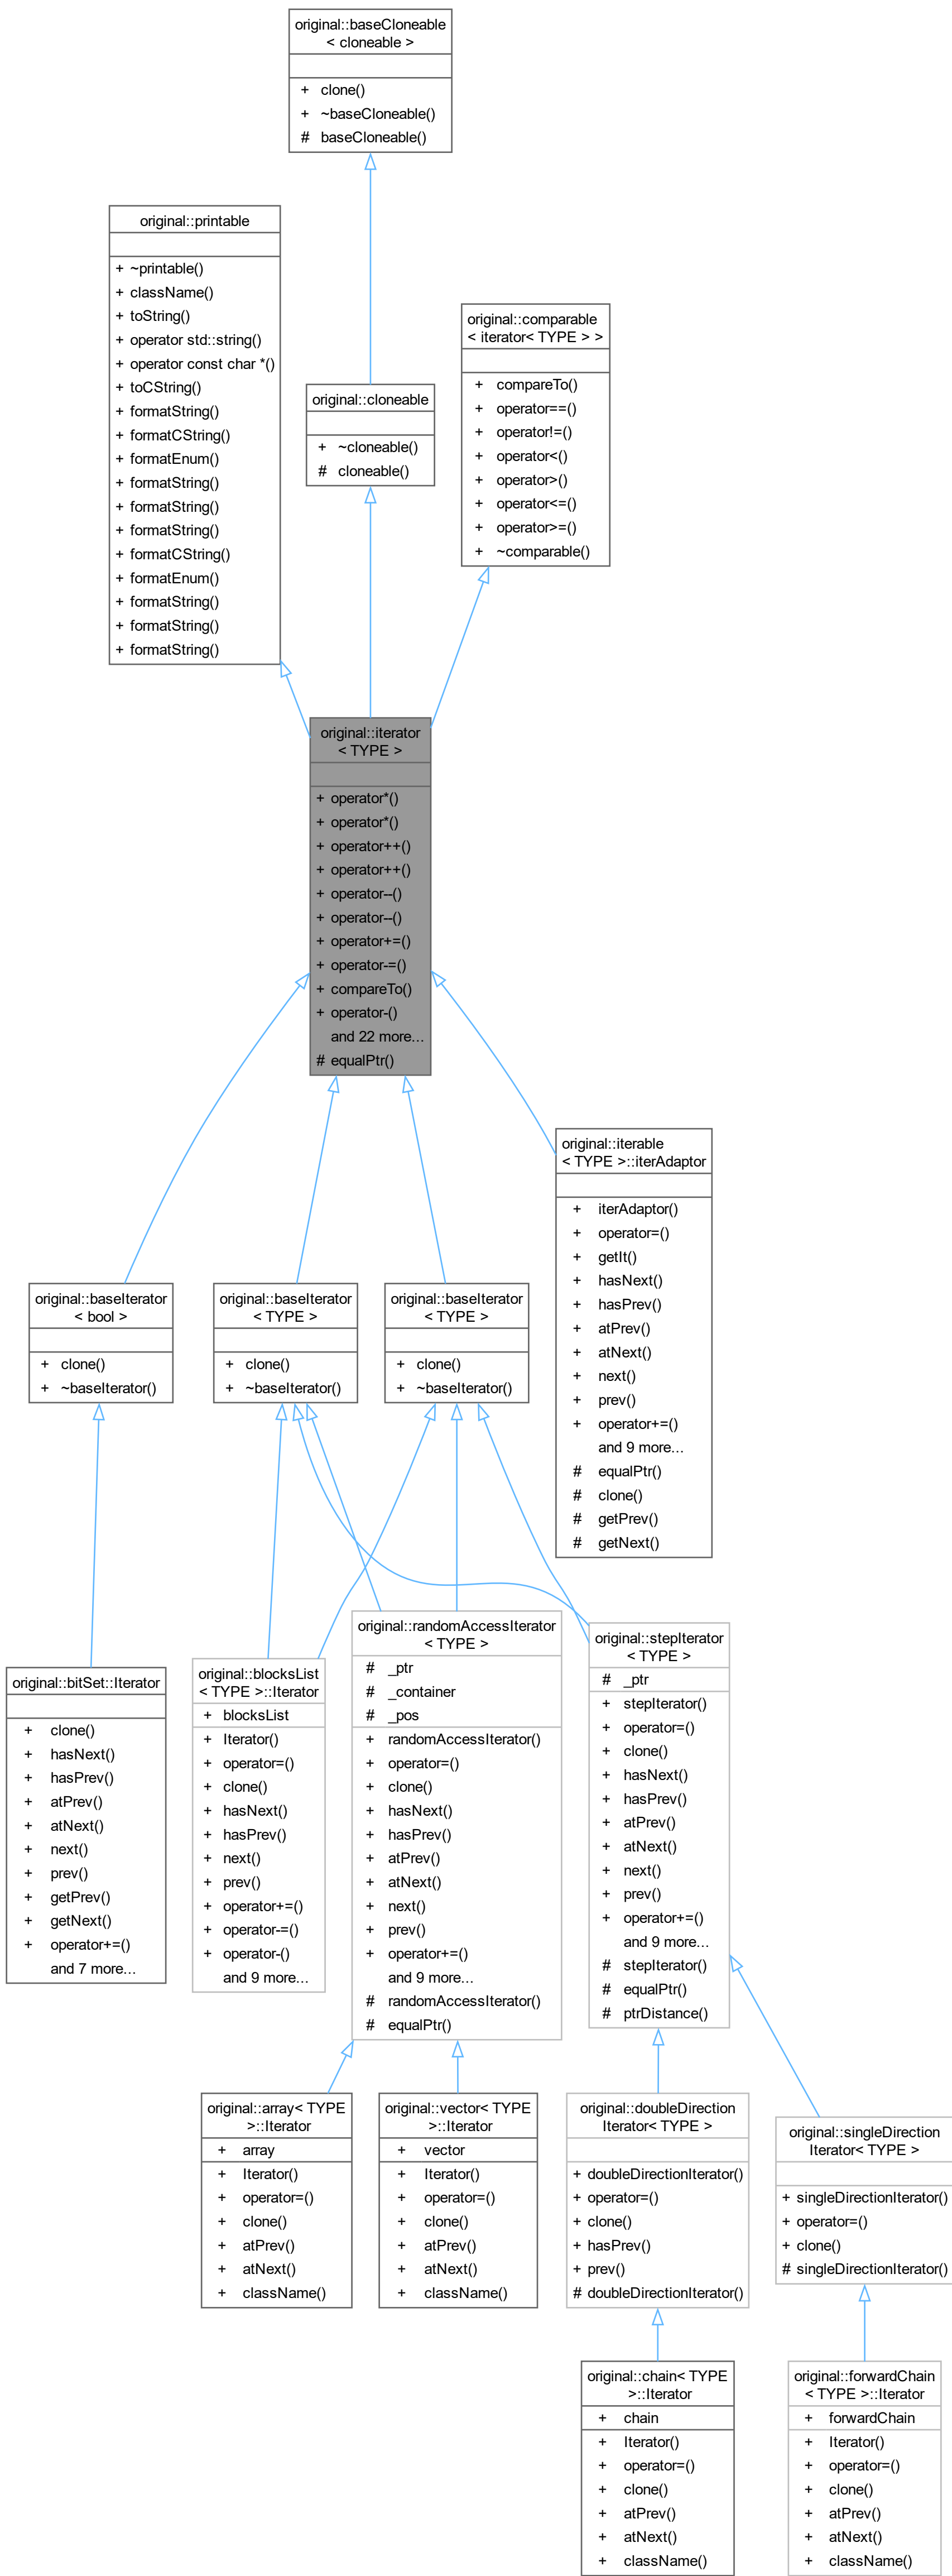 original::baseCloneable
< cloneable >
+ clone()
+ ~baseCloneable()
# baseCloneable()
original::printable
+ ~printable()
+ className()
+ toString()
+ operator std::string()
+ operator const char *()
+ toCString()
+ formatString()
+ formatCString()
+ formatEnum()
+ formatString()
+ formatString()
+ formatString()
+ formatCString()
+ formatEnum()
+ formatString()
+ formatString()
+ formatString()
original::comparable
< iterator< TYPE > >
+ compareTo()
+ operator==()
+ operator!=()
+ operator<()
+ operator>()
+ operator<=()
+ operator>=()
+ ~comparable()
original::cloneable
+ ~cloneable()
# cloneable()
original::iterator
< TYPE >
+ operator*()
+ operator*()
+ operator++()
+ operator++()
+ operator--()
+ operator--()
+ operator+=()
+ operator-=()
+ compareTo()
+ operator-()
and 22 more...
# equalPtr()
original::iterable
< TYPE >::iterAdaptor
+ iterAdaptor()
+ operator=()
+ getIt()
+ hasNext()
+ hasPrev()
+ atPrev()
+ atNext()
+ next()
+ prev()
+ operator+=()
and 9 more...
# equalPtr()
# clone()
# getPrev()
# getNext()
original::baseIterator
< bool >
+ clone()
+ ~baseIterator()
original::baseIterator
< TYPE >
+ clone()
+ ~baseIterator()
original::baseIterator
< TYPE >
+ clone()
+ ~baseIterator()
original::bitSet::Iterator
+ clone()
+ hasNext()
+ hasPrev()
+ atPrev()
+ atNext()
+ next()
+ prev()
+ getPrev()
+ getNext()
+ operator+=()
and 7 more...
original::blocksList
< TYPE >::Iterator
+ blocksList
+ Iterator()
+ operator=()
+ clone()
+ hasNext()
+ hasPrev()
+ next()
+ prev()
+ operator+=()
+ operator-=()
+ operator-()
and 9 more...
original::randomAccessIterator
< TYPE >
# _ptr
# _container
# _pos
+ randomAccessIterator()
+ operator=()
+ clone()
+ hasNext()
+ hasPrev()
+ atPrev()
+ atNext()
+ next()
+ prev()
+ operator+=()
and 9 more...
# randomAccessIterator()
# equalPtr()
original::stepIterator
< TYPE >
# _ptr
+ stepIterator()
+ operator=()
+ clone()
+ hasNext()
+ hasPrev()
+ atPrev()
+ atNext()
+ next()
+ prev()
+ operator+=()
and 9 more...
# stepIterator()
# equalPtr()
# ptrDistance()
original::array< TYPE
>::Iterator
+ array
+ Iterator()
+ operator=()
+ clone()
+ atPrev()
+ atNext()
+ className()
original::vector< TYPE
>::Iterator
+ vector
+ Iterator()
+ operator=()
+ clone()
+ atPrev()
+ atNext()
+ className()
original::doubleDirection
Iterator< TYPE >
+ doubleDirectionIterator()
+ operator=()
+ clone()
+ hasPrev()
+ prev()
# doubleDirectionIterator()
original::singleDirection
Iterator< TYPE >
+ singleDirectionIterator()
+ operator=()
+ clone()
# singleDirectionIterator()
original::chain< TYPE
>::Iterator
+ chain
+ Iterator()
+ operator=()
+ clone()
+ atPrev()
+ atNext()
+ className()
original::forwardChain
< TYPE >::Iterator
+ forwardChain
+ Iterator()
+ operator=()
+ clone()
+ atPrev()
+ atNext()
+ className()